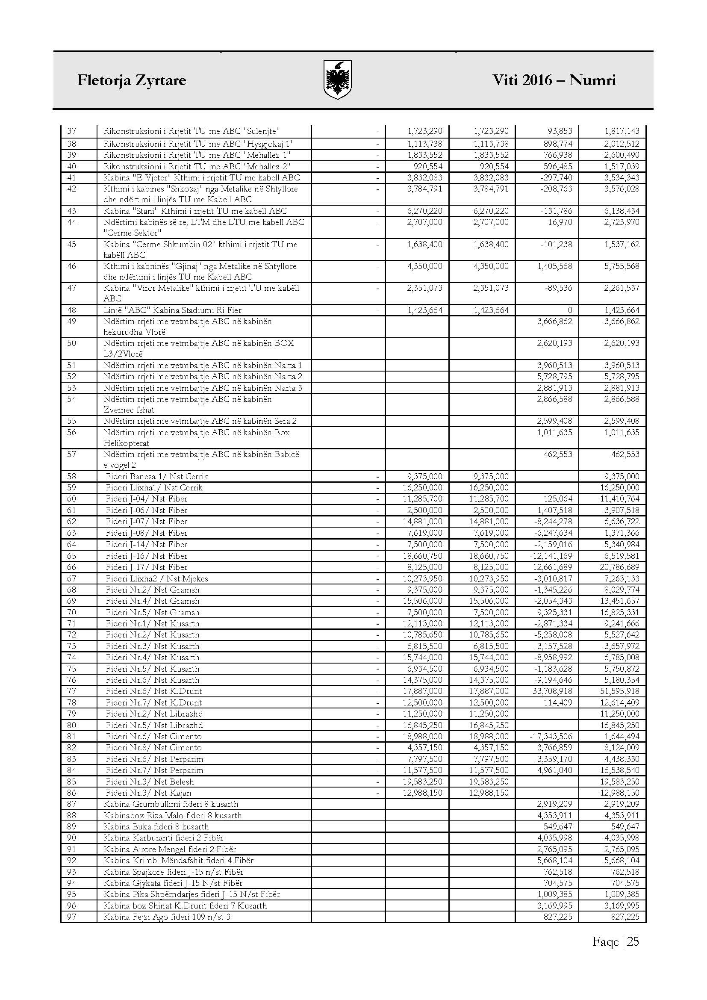 Fletorja Zyrtare Viti 2016 – Numri
37 Rikonstruksioni i Rrjetit TU me ABC "Sulenjte" - 1,723,290 1,723,290 93,853 1,817,143
38 Rikonstruksioni i Rrjetit TU me ABC "Hysgjokaj 1" - 1,113,738 1,113,738 898,774 2,012,512
39 Rikonstruksioni i Rrjetit TU me ABC "Mehallez 1" - 1,833,552 1,833,552 766,938 2,600,490
40 Rikonstruksioni i Rrjetit TU me ABC "Mehallez 2" - 920,554 920,554 596,485 1,517,039
41 Kabina "E Vjeter" Kthimi i rrjetit TU me kabell ABC - 3,832,083 3,832,083 -297,740 3,534,343
42 Kthimi i kabines "Shkozaj" nga Metalike në Shtyllore - 3,784,791 3,784,791 -208,763 3,576,028
dhe ndërtimi i linjës TU me Kabell ABC
43 Kabina "Stani" Kthimi i rrjetit TU me kabell ABC - 6,270,220 6,270,220 -131,786 6,138,434
44 Ndërtimi kabinës së re, LTM dhe LTU me kabell ABC - 2,707,000 2,707,000 16,970 2,723,970
"Cerme Sektor"
45 Kabina "Cerme Shkumbin 02" kthimi i rrjetit TU me - 1,638,400 1,638,400 -101,238 1,537,162
kabëll ABC
46 Kthimi i kabninës "Gjinaj" nga Metalike në Shtyllore - 4,350,000 4,350,000 1,405,568 5,755,568
dhe ndërtimi i linjës TU me Kabell ABC
47 Kabina "Viror Metalike" kthimi i rrjetit TU me kabëll - 2,351,073 2,351,073 -89,536 2,261,537
ABC
48 Linjë "ABC" Kabina Stadiumi Ri Fier - 1,423,664 1,423,664 0 1,423,664
49 Ndërtim rrjeti me vetmbajtje ABC në kabinën 3,666,862 3,666,862
hekurudha Vlorë
50 Ndërtim rrjeti me vetmbajtje ABC në kabinën BOX 2,620,193 2,620,193
L3/2Vlorë
51 Ndërtim rrjeti me vetmbajtje ABC në kabinën Narta 1 3,960,513 3,960,513
52 Ndërtim rrjeti me vetmbajtje ABC në kabinën Narta 2 5,728,795 5,728,795
53 Ndërtim rrjeti me vetmbajtje ABC në kabinën Narta 3 2,881,913 2,881,913
54 Ndërtim rrjeti me vetmbajtje ABC në kabinën 2,866,588 2,866,588
Zvernec fshat
55 Ndërtim rrjeti me vetmbajtje ABC në kabinën Sera 2 2,599,408 2,599,408
56 Ndërtim rrjeti me vetmbajtje ABC në kabinën Box 1,011,635 1,011,635
Helikopterat
57 Ndërtim rrjeti me vetmbajtje ABC në kabinën Babicë 462,553 462,553
e vogel 2
58 Fideri Banesa 1/ Nst Cerrik - 9,375,000 9,375,000 9,375,000
59 Fideri Llixha1/ Nst Cerrik - 16,250,000 16,250,000 16,250,000
60 Fideri J-04/ Nst Fiber - 11,285,700 11,285,700 125,064 11,410,764
61 Fideri J-06/ Nst Fiber - 2,500,000 2,500,000 1,407,518 3,907,518
62 Fideri J-07/ Nst Fiber - 14,881,000 14,881,000 -8,244,278 6,636,722
63 Fideri J-08/ Nst Fiber - 7,619,000 7,619,000 -6,247,634 1,371,366
64 Fideri J-14/ Nst Fiber - 7,500,000 7,500,000 -2,159,016 5,340,984
65 Fideri J-16/ Nst Fiber - 18,660,750 18,660,750 -12,141,169 6,519,581
66 Fideri J-17/ Nst Fiber - 8,125,000 8,125,000 12,661,689 20,786,689
67 Fideri Llixha2 / Nst Mjekes - 10,273,950 10,273,950 -3,010,817 7,263,133
68 Fideri Nr.2/ Nst Gramsh - 9,375,000 9,375,000 -1,345,226 8,029,774
69 Fideri Nr.4/ Nst Gramsh - 15,506,000 15,506,000 -2,054,343 13,451,657
70 Fideri Nr.5/ Nst Gramsh - 7,500,000 7,500,000 9,325,331 16,825,331
71 Fideri Nr.1/ Nst Kusarth - 12,113,000 12,113,000 -2,871,334 9,241,666
72 Fideri Nr.2/ Nst Kusarth - 10,785,650 10,785,650 -5,258,008 5,527,642
73 Fideri Nr.3/ Nst Kusarth - 6,815,500 6,815,500 -3,157,528 3,657,972
74 Fideri Nr.4/ Nst Kusarth - 15,744,000 15,744,000 -8,958,992 6,785,008
75 Fideri Nr.5/ Nst Kusarth - 6,934,500 6,934,500 -1,183,628 5,750,872
76 Fideri Nr.6/ Nst Kusarth - 14,375,000 14,375,000 -9,194,646 5,180,354
77 Fideri Nr.6/ Nst K.Drurit - 17,887,000 17,887,000 33,708,918 51,595,918
78 Fideri Nr.7/ Nst K.Drurit - 12,500,000 12,500,000 114,409 12,614,409
79 Fideri Nr.2/ Nst Librazhd - 11,250,000 11,250,000 11,250,000
80 Fideri Nr.5/ Nst Librazhd - 16,845,250 16,845,250 16,845,250
81 Fideri Nr.6/ Nst Cimento - 18,988,000 18,988,000 -17,343,506 1,644,494
82 Fideri Nr.8/ Nst Cimento - 4,357,150 4,357,150 3,766,859 8,124,009
83 Fideri Nr.6/ Nst Perparim - 7,797,500 7,797,500 -3,359,170 4,438,330
84 Fideri Nr.7/ Nst Perparim - 11,577,500 11,577,500 4,961,040 16,538,540
85 Fideri Nr.3/ Nst Belesh - 19,583,250 19,583,250 19,583,250
86 Fideri Nr.3/ Nst Kajan - 12,988,150 12,988,150 12,988,150
87 Kabina Grumbullimi fideri 8 kusarth 2,919,209 2,919,209
88 Kabinabox Riza Malo fideri 8 kusarth 4,353,911 4,353,911
89 Kabina Buka fideri 8 kusarth 549,647 549,647
90 Kabina Karburanti fideri 2 Fibër 4,035,998 4,035,998
91 Kabina Ajrore Mengel fideri 2 Fibër 2,765,095 2,765,095
92 Kabina Krimbi Mëndafshit fideri 4 Fibër 5,668,104 5,668,104
93 Kabina Spajkore fideri J-15 n/st Fibër 762,518 762,518
94 Kabina Gjykata fideri J-15 N/st Fibër 704,575 704,575
95 Kabina Pika Shpërndarjes fideri J-15 N/st Fibër 1,009,385 1,009,385
96 Kabina box Shinat K.Drurit fideri 7 Kusarth 3,169,995 3,169,995
97 Kabina Fejzi Ago fideri 109 n/st 3 827,225 827,225
Faqe|25